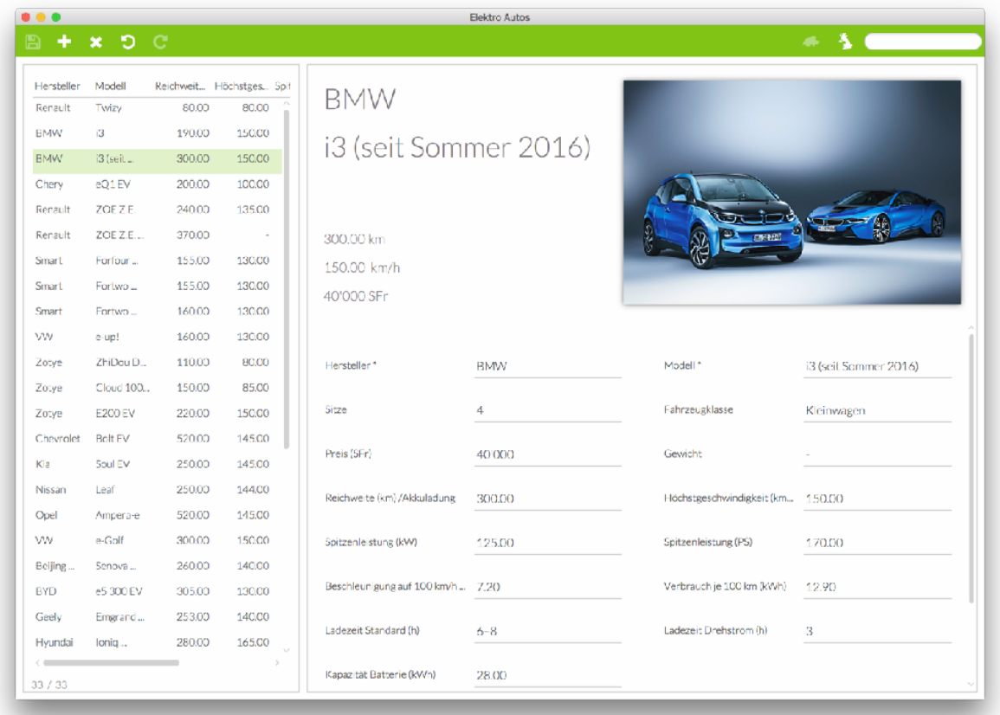 Elektro Autos
Hersteller Modell Reichweit... Höchstges... Spit
Renault Twizy 80.00 80.00
BMW i3 190.00 150.00
BMW i3 (seit ... 300.00 150.00
Chery eQ1 EV 200.00 100.00
Renault ZOE Z.E. 240.00 135.00
Renault ZOE Z.E. ... 370.00 -
Smart Forfour ... 155.00 130.00
Smart Fortwo ... 155.00 130.00
Smart Fortwo ... 160.00 130.00
VW e-up! 160.00 130.00
Zotye ZhiDou D... 110.00 80.00
Zotye Cloud 100... 150.00 85.00
Zotye E200 EV 220.00 150.00
Chevrolet Bolt EV 520.00 145.00
Kia Soul EV 250.00 145.00
Nissan Leaf 250.00 144.00
Opel Ampera-e 520.00 145.00
VW e-Golf 300.00 150.00
Beijing ... Senova ... 260.00 140.00
BYD e5 300 EV 305.00 130.00
Geely Emgrand ... 253.00 140.00
Hyundai Ioniq ... 280.00 165.00
33 / 33
BMW
i3 (seit Sommer 2016)
300.00 km
150.00 km/h
40'000 SFr
Hersteller * BMW Modell * i3 (seit Sommer 2016)
Sitze 4 Fahrzeugklasse Kleinwagen
Preis (SFr) 40'000 Gewicht -
Reichweite (km) /Akkuladung 300.00 Höchstgeschwindigkeit (km... 150.00
Spitzenleistung (kW) 125.00 Spitzenleistung (PS) 170.00
Beschleunigung auf 100 km/h ... 7.20 Verbrauch je 100 km (kWh) 12.90
Ladezeit Standard (h) 6–8 Ladezeit Drehstrom (h) 3
Kapazität Batterie (kWh) 28.00